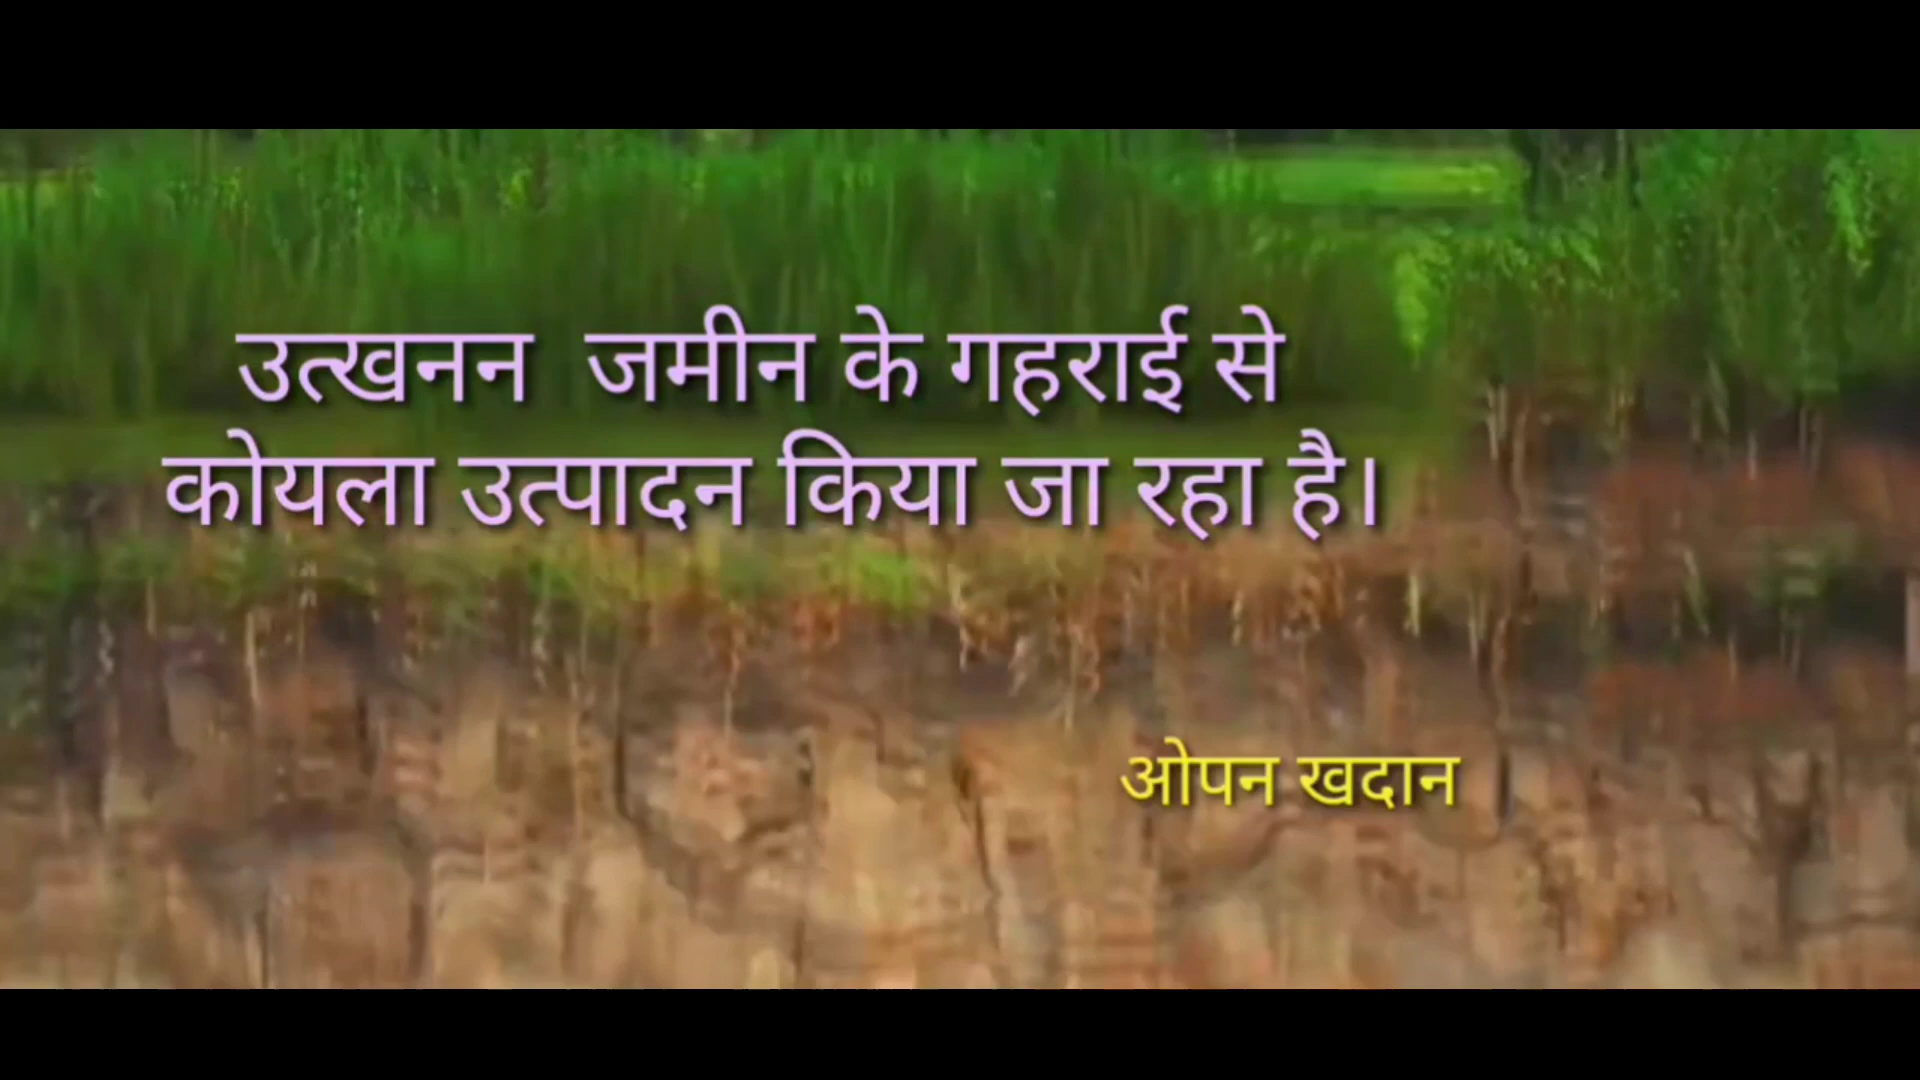 उत्खनन जमीन के गहराई से
कोयला उत्पादन किया जा रहा है।
ओपन खदान